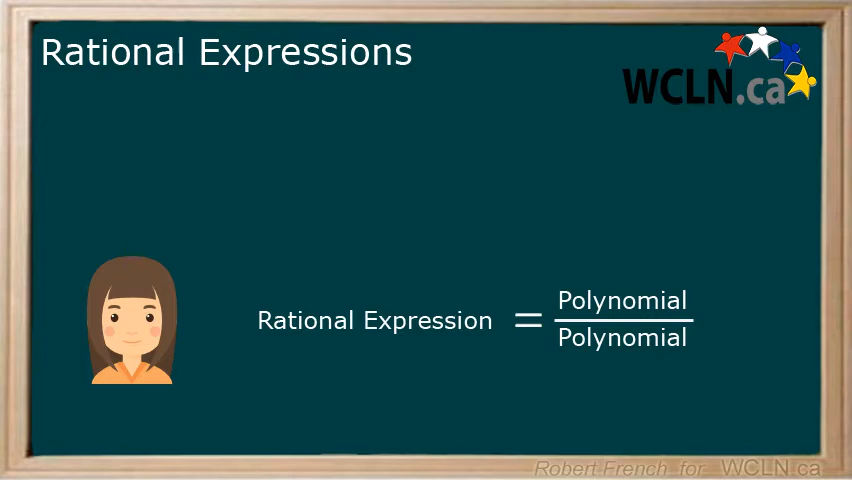 Rational Expressions
WCLN.ca
Rational Expression = Polynomial
Polynomial
Robert French for WCLN.ca